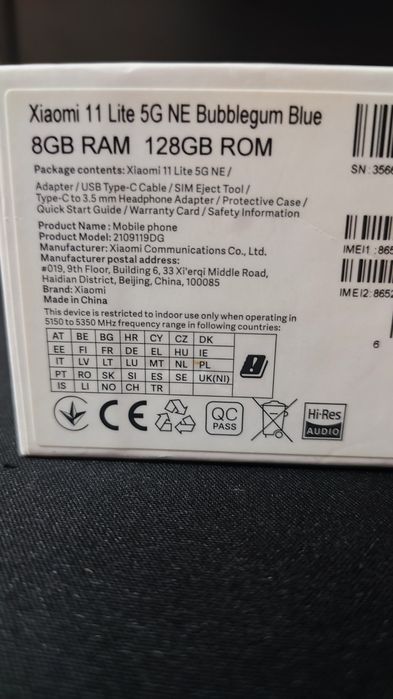 Xiaomi 11 Lite 5G NE Bubblegum Blue
8GB RAM 128GB ROM
Package contents: Xiaomi 11 Lite 5G NE /
Adapter / USB Type-C Cable / SIM Eject Tool /
Type-C to 3.5 mm Headphone Adapter / Protective Case /
Quick Start Guide / Warranty Card / Safety Information
Product Name : Mobile phone
Product Model : 2109119DG
Manufacturer: Xiaomi Communications Co., Ltd.
Manufacturer postal address:
#019, 9th Floor, Building 6, 33 Xi'erqi Middle Road,
Haidian District, Beijing, China, 100085
Brand: Xiaomi
Made in China
This device is restricted to indoor use only when operating in
5150 to 5350 MHz frequency range in following countries:
AT BE BG HR CY CZ DK
EE FI FR DE EL HU IE
IT LV LT LU MT NL PL
PT RO SK SI ES SE UK(NI)
IS LI NO CH TR
CE
QC
PASS
Hi-Res
AUDIO
SN: 356
IMEI1 :865
IMEI2:8652
6